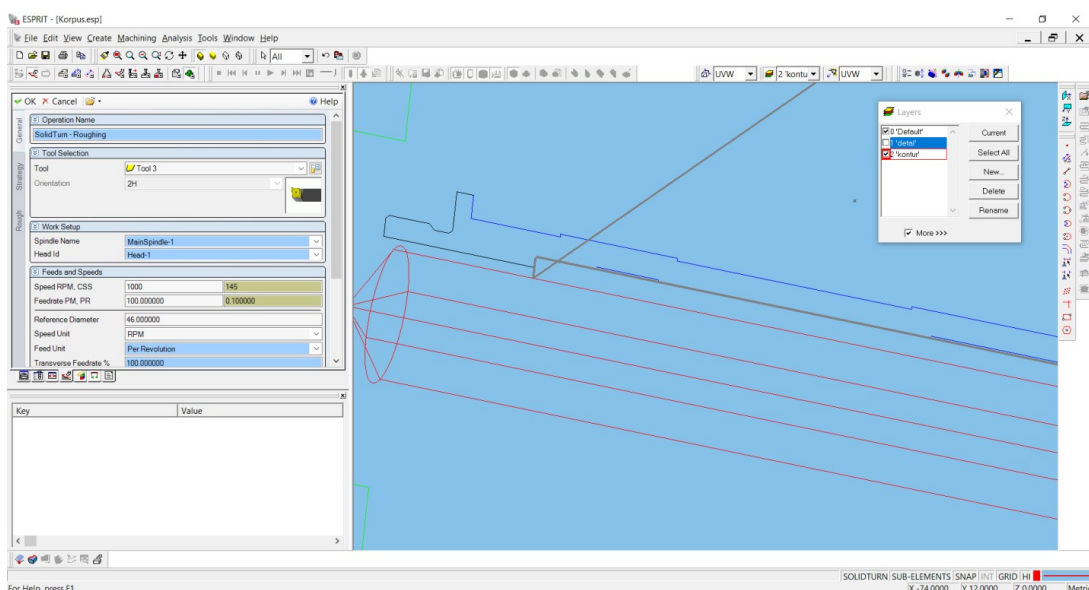 ESPRIT - [Korpus.esp]
File Edit View Create Machining Analysis Tools Window Help
All
UVW 2 'kontu UVW
OK Cancel Help
General
Strategy
Rough
Operation Name
SolidTurn - Roughing
Tool Selection
Tool Tool 3
Orientation 2H
Work Setup
Spindle Name MainSpindle-1
Head Id Head-1
Feeds and Speeds
Speed RPM, CSS 1000 145
Feedrate PM, PR 100.000000 0.100000
Reference Diameter 46.000000
Speed Unit RPM
Feed Unit Per Revolution
Transverse Feedrate % 100.000000
Key Value
Layers
0 'Default' Current
1 'detal' Select All
2 'kontur'
New...
Delete
Rename
More >>>
SOLIDTURN SUB-ELEMENTS SNAP INT GRID HI
For Help, press F1 X -74.0000 Y 12.0000 Z 0.0000 Metric